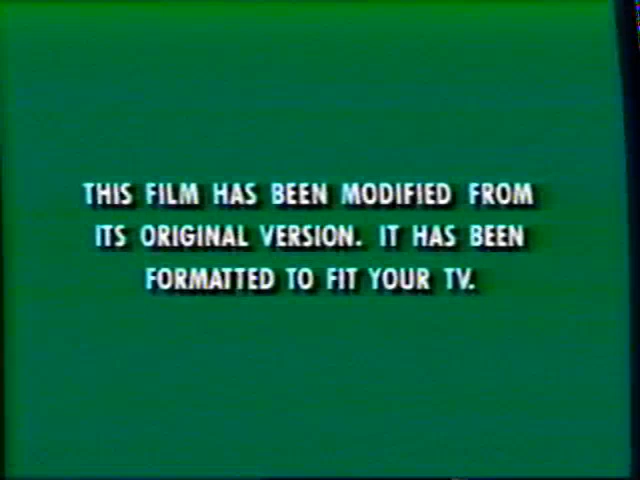 THIS FILM HAS BEEN MODIFIED FROM
ITS ORIGINAL VERSION. IT HAS BEEN
FORMATTED TO FIT YOUR TV.